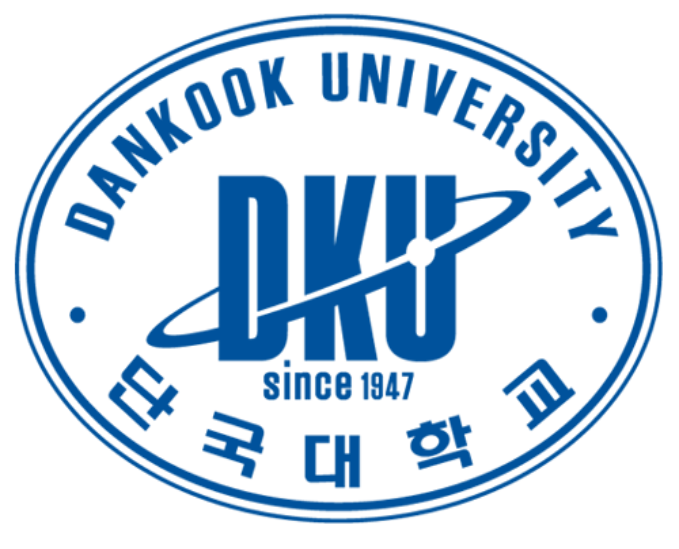 DANKOOK UNIVERSITY
DKU
since 1947
단국대학교